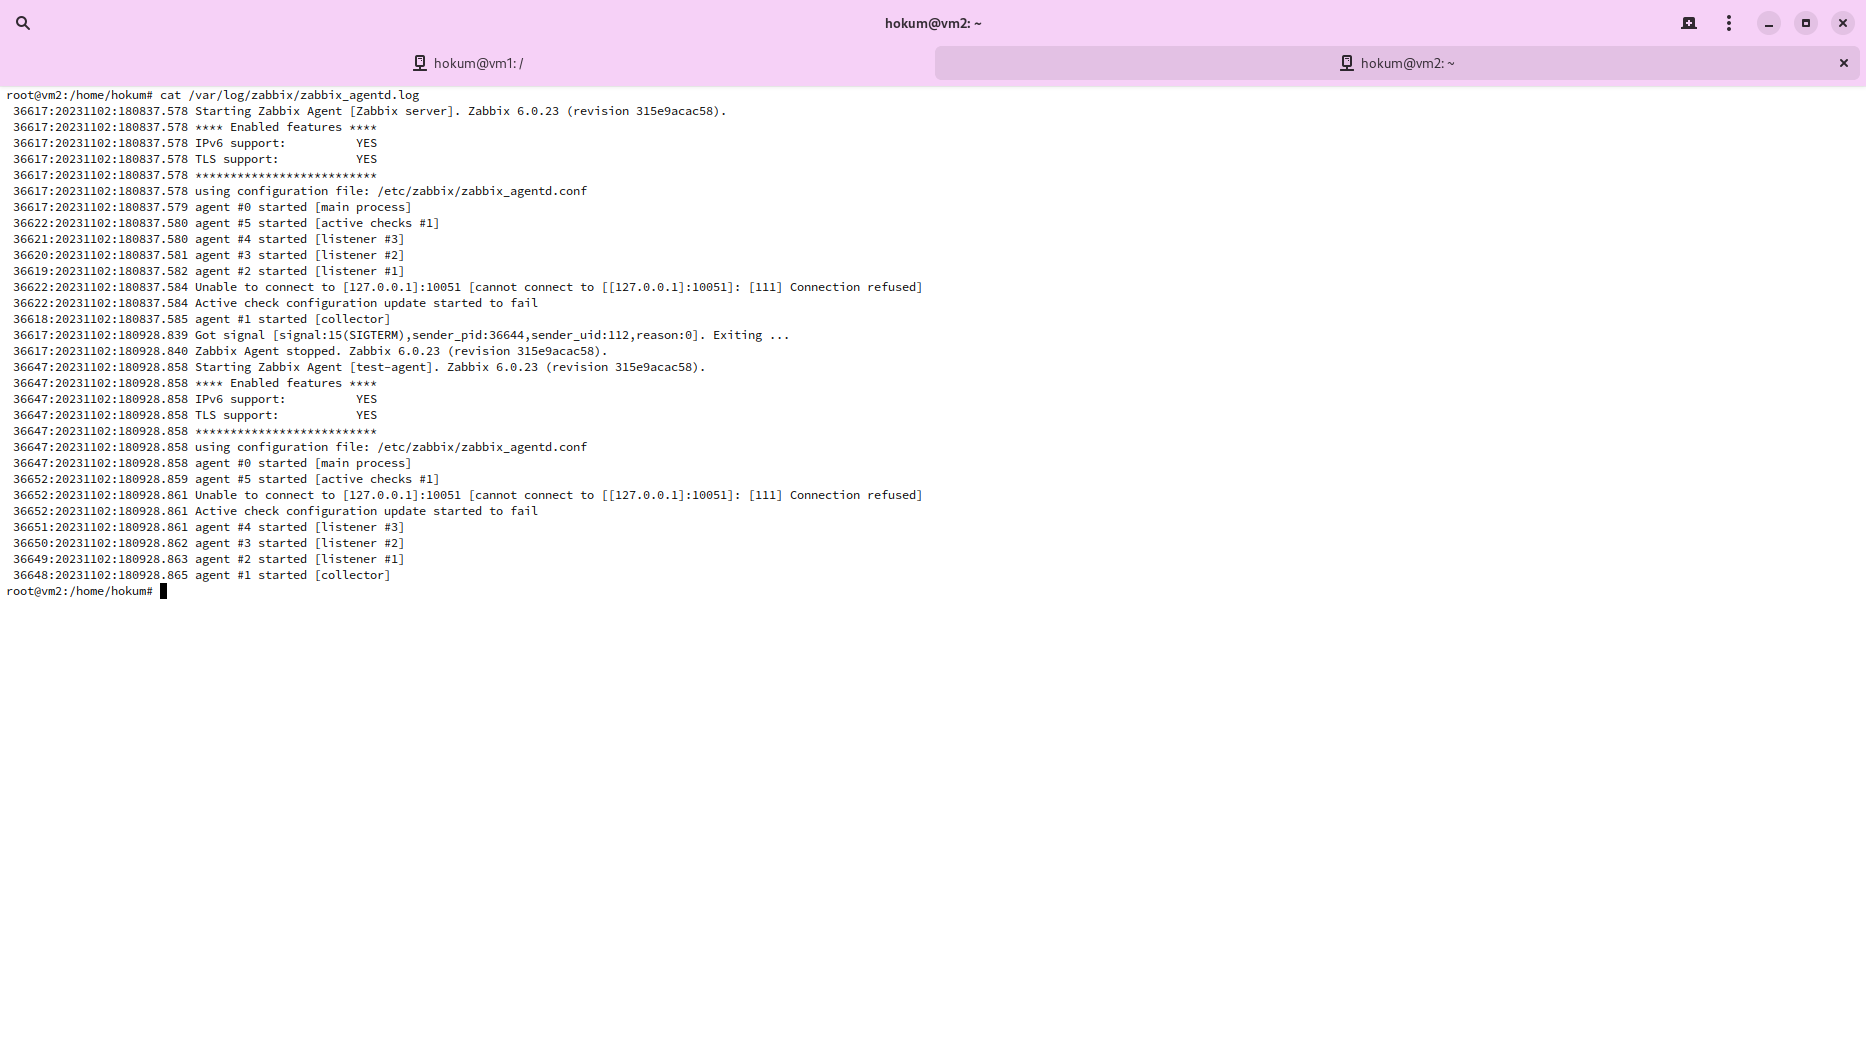 hokum@vm2: ~
hokum@vm1: /
hokum@vm2: ~
root@vm2:/home/hokum# cat /var/log/zabbix/zabbix_agentd.log
36617:20231102:180837.578 Starting Zabbix Agent [Zabbix server]. Zabbix 6.0.23 (revision 315e9acac58).
36617:20231102:180837.578 **** Enabled features ****
36617:20231102:180837.578 IPv6 support:          YES
36617:20231102:180837.578 TLS support:           YES
36617:20231102:180837.578 **************************
36617:20231102:180837.578 using configuration file: /etc/zabbix/zabbix_agentd.conf
36617:20231102:180837.579 agent #0 started [main process]
36622:20231102:180837.580 agent #5 started [active checks #1]
36621:20231102:180837.580 agent #4 started [listener #3]
36620:20231102:180837.581 agent #3 started [listener #2]
36619:20231102:180837.582 agent #2 started [listener #1]
36622:20231102:180837.584 Unable to connect to [127.0.0.1]:10051 [cannot connect to [[127.0.0.1]:10051]: [111] Connection refused]
36622:20231102:180837.584 Active check configuration update started to fail
36618:20231102:180837.585 agent #1 started [collector]
36617:20231102:180928.839 Got signal [signal:15(SIGTERM),sender_pid:36644,sender_uid:112,reason:0]. Exiting ...
36617:20231102:180928.840 Zabbix Agent stopped. Zabbix 6.0.23 (revision 315e9acac58).
36647:20231102:180928.858 Starting Zabbix Agent [test-agent]. Zabbix 6.0.23 (revision 315e9acac58).
36647:20231102:180928.858 **** Enabled features ****
36647:20231102:180928.858 IPv6 support:          YES
36647:20231102:180928.858 TLS support:           YES
36647:20231102:180928.858 **************************
36647:20231102:180928.858 using configuration file: /etc/zabbix/zabbix_agentd.conf
36647:20231102:180928.858 agent #0 started [main process]
36652:20231102:180928.859 agent #5 started [active checks #1]
36652:20231102:180928.861 Unable to connect to [127.0.0.1]:10051 [cannot connect to [[127.0.0.1]:10051]: [111] Connection refused]
36652:20231102:180928.861 Active check configuration update started to fail
36651:20231102:180928.861 agent #4 started [listener #3]
36650:20231102:180928.862 agent #3 started [listener #2]
36649:20231102:180928.863 agent #2 started [listener #1]
36648:20231102:180928.865 agent #1 started [collector]
root@vm2:/home/hokum#